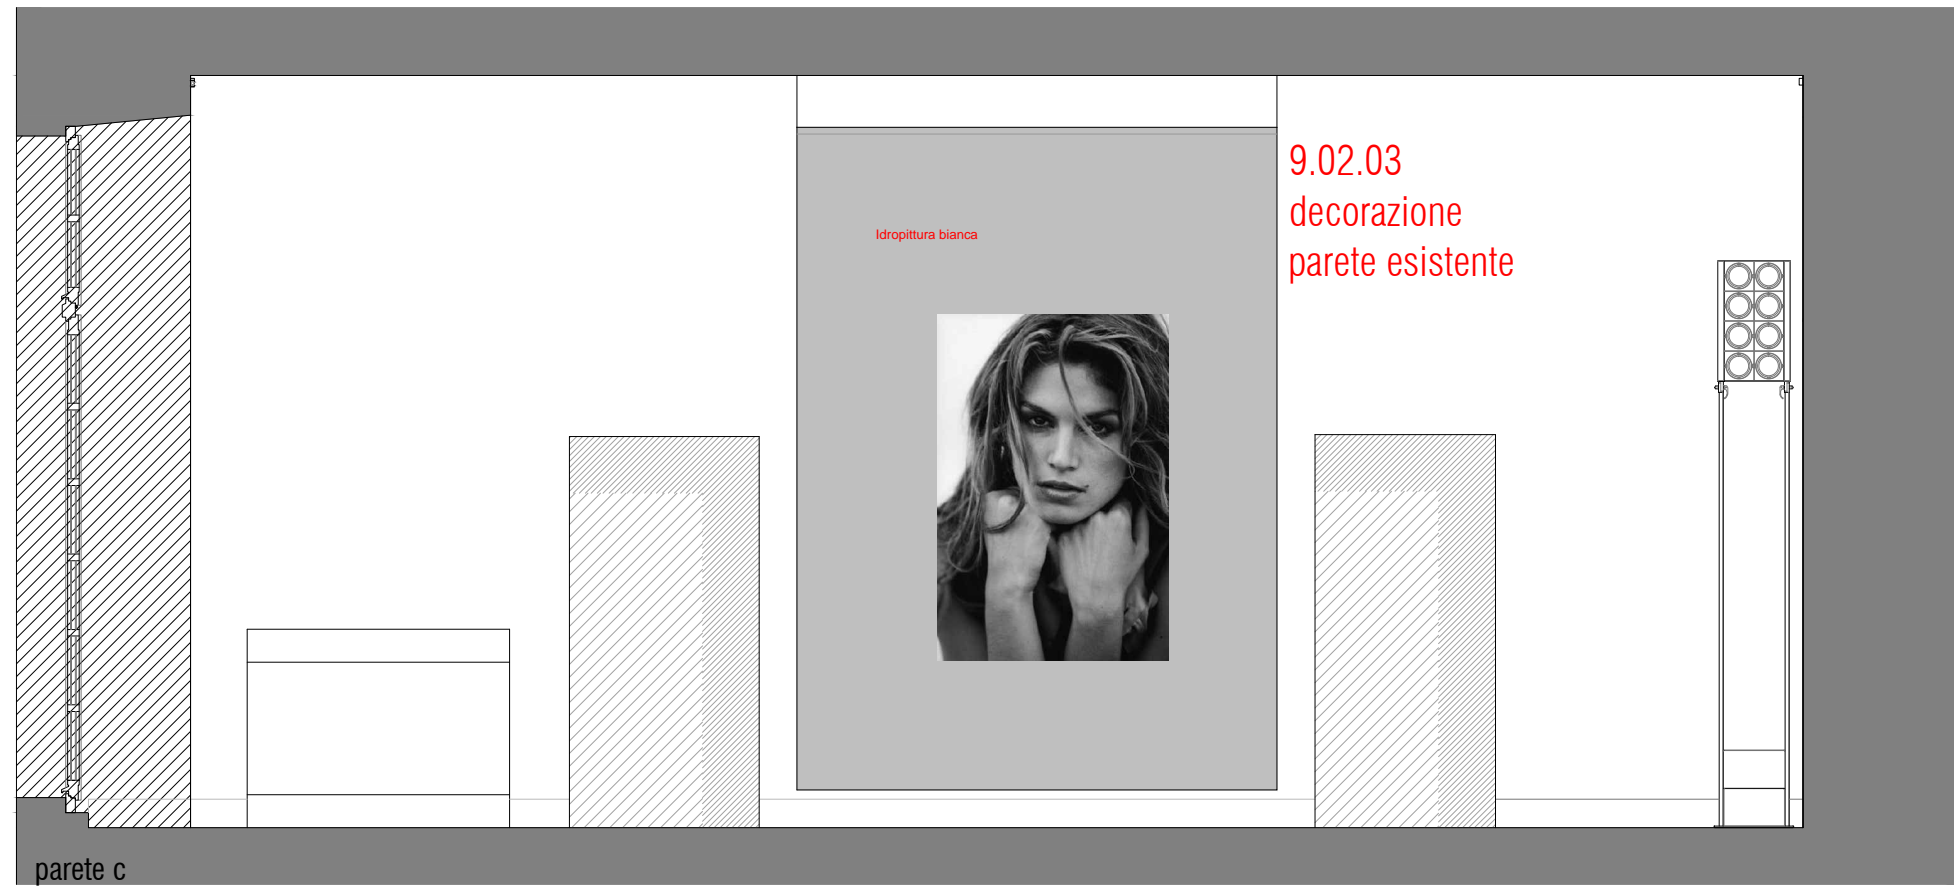 9.02.03
decorazione
parete esistente
Idropittura bianca
parete c